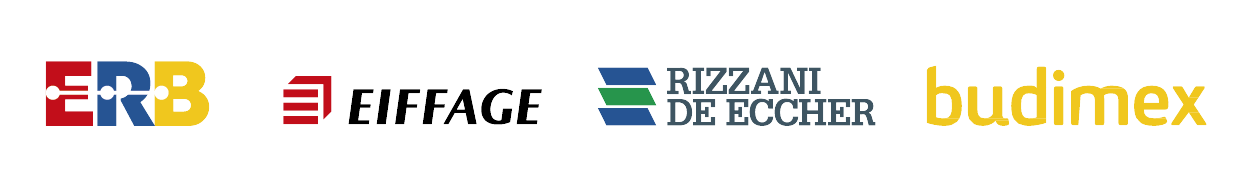 ERB
EIFFAGE
RIZZANI
DE ECCHER
budimex